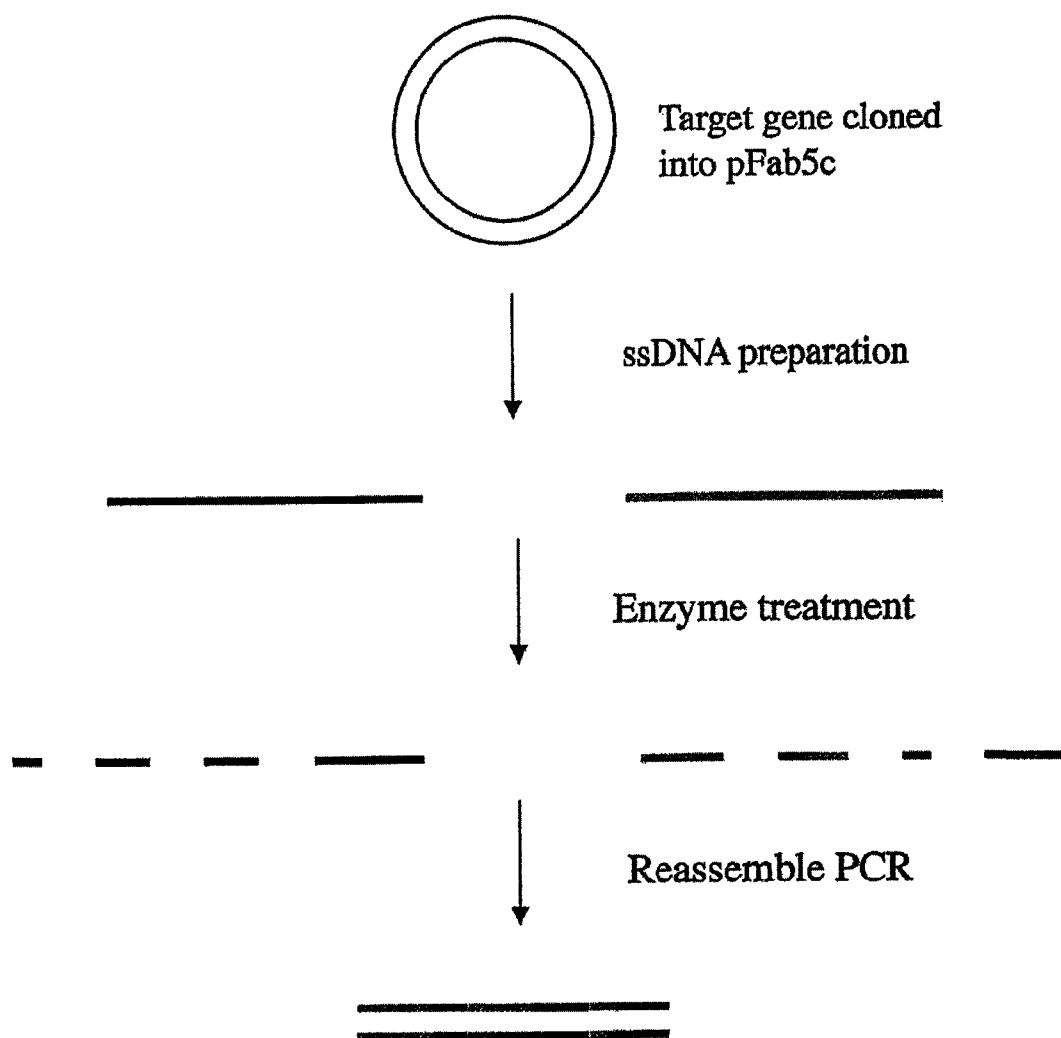 Target gene cloned
into pFab5c
ssDNA preparation
Enzyme treatment
Reassemble PCR